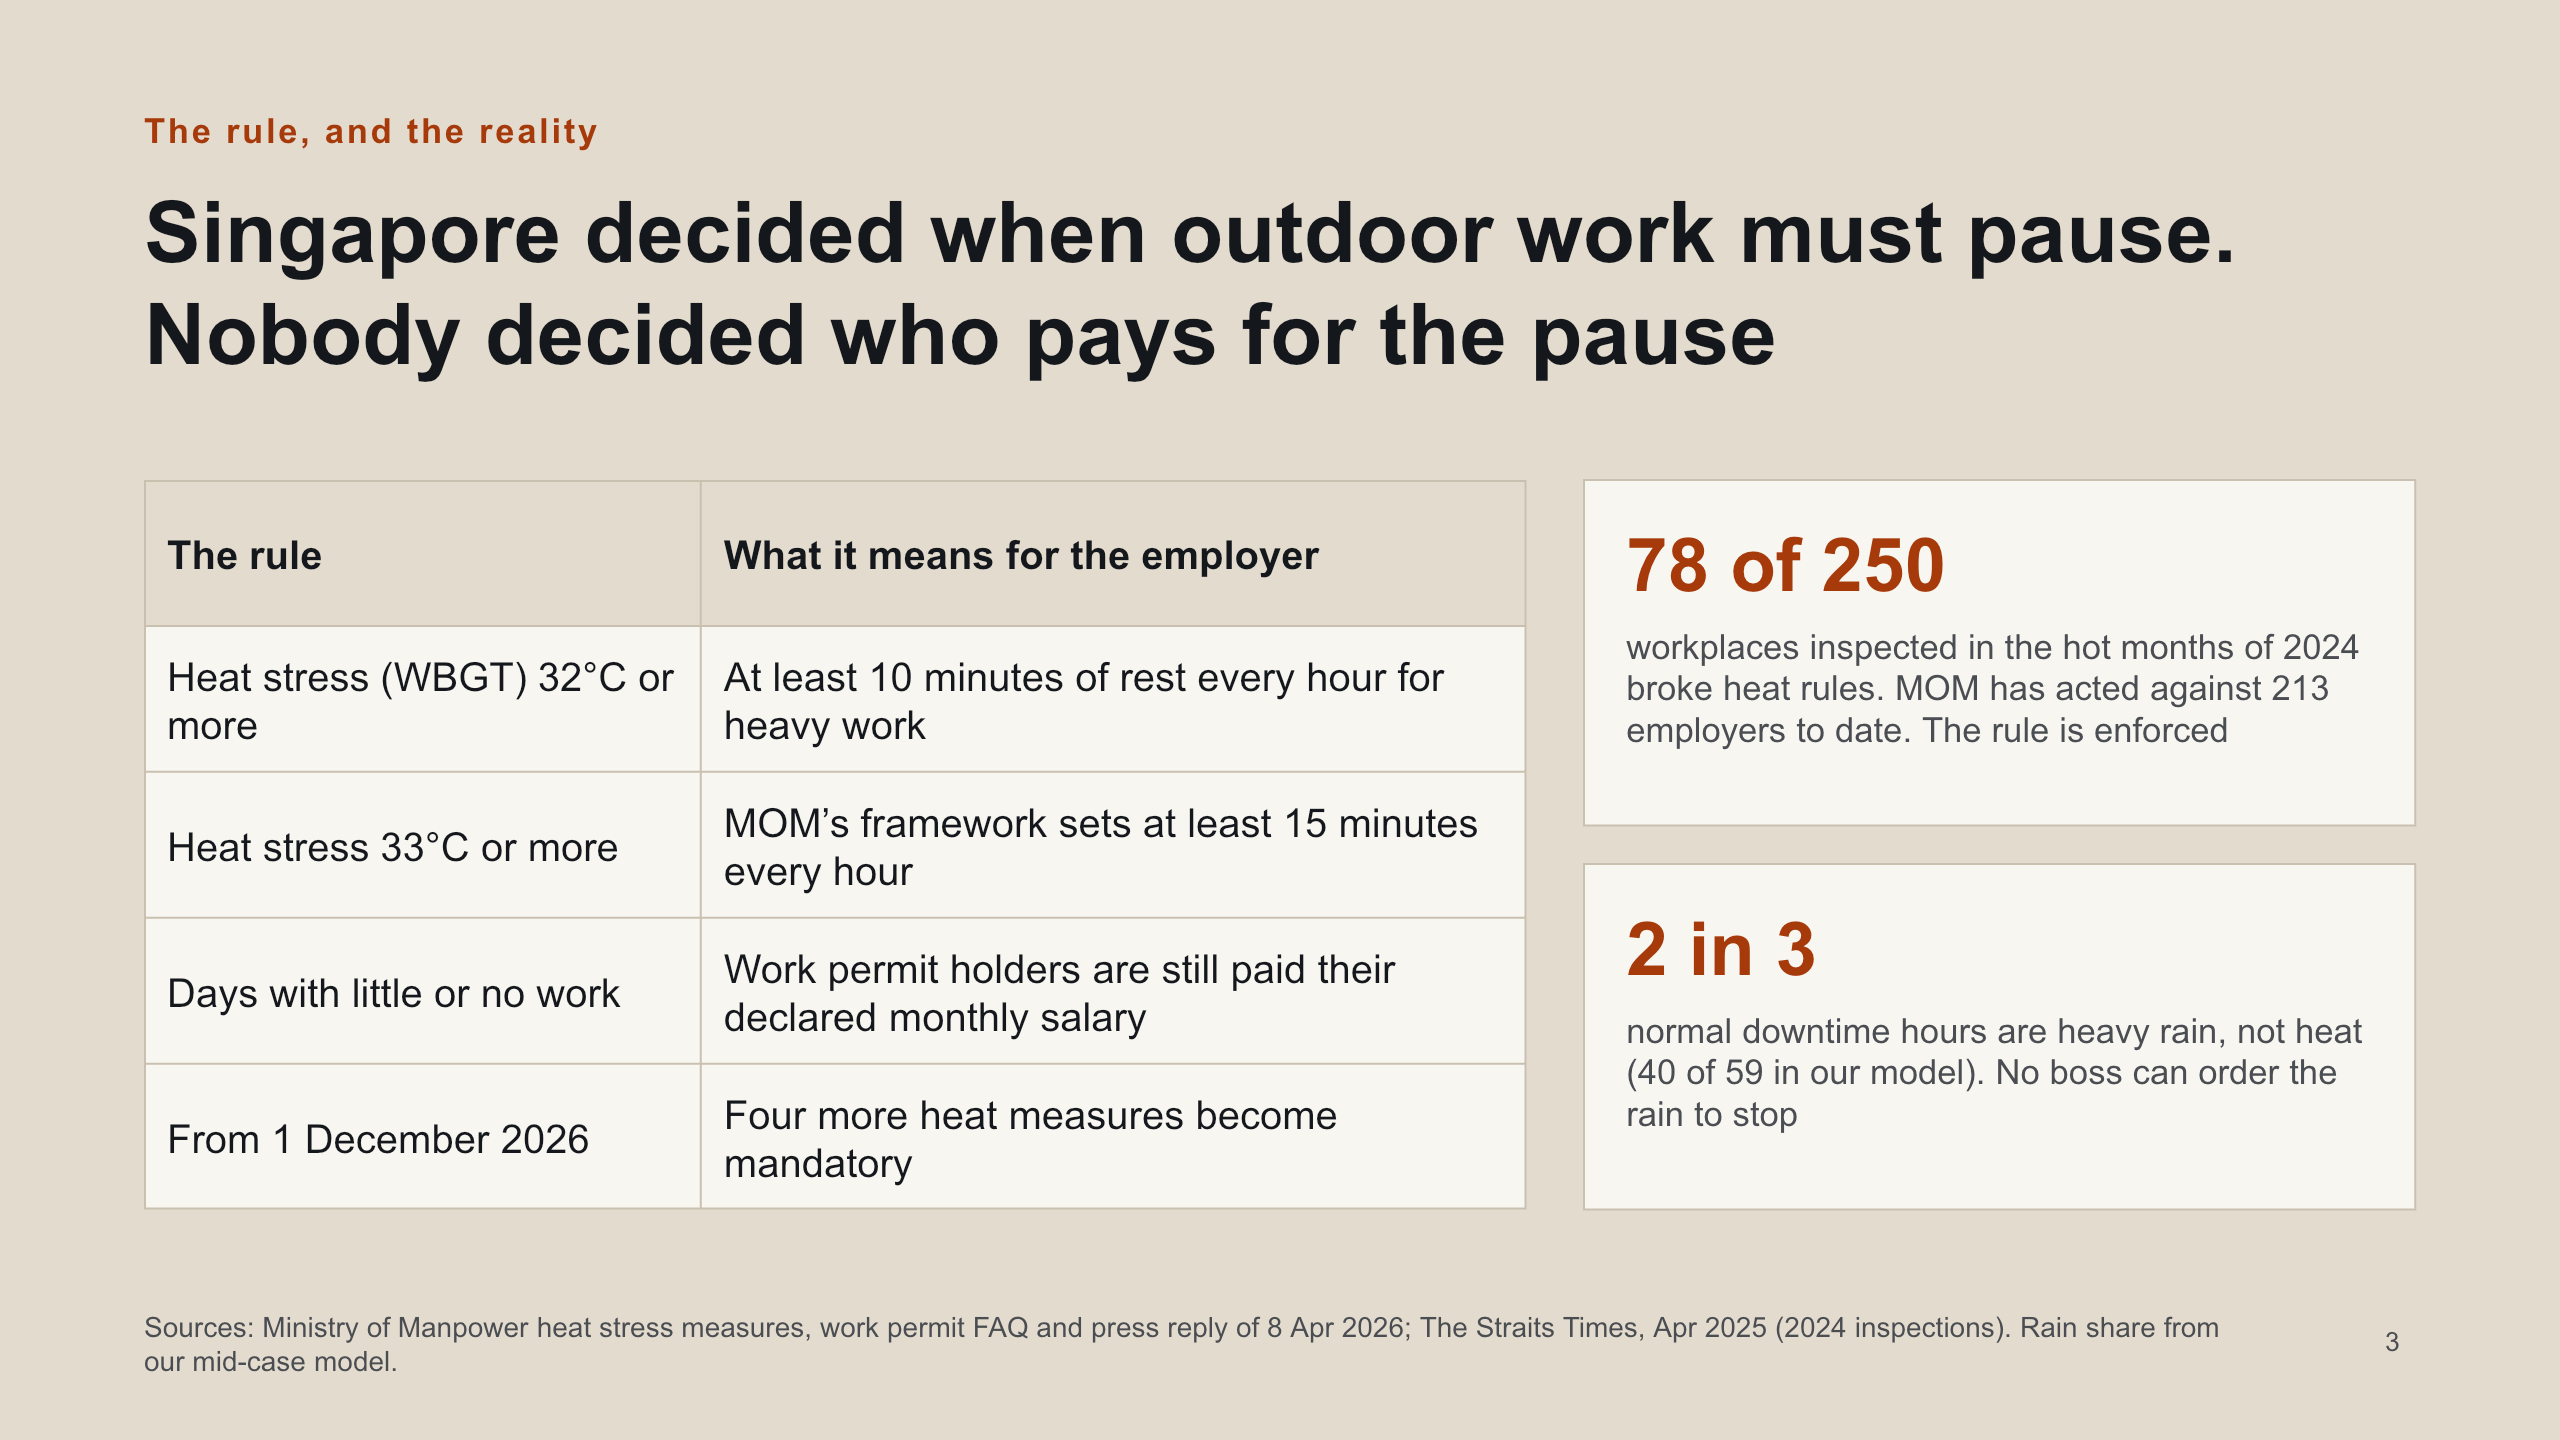 The rule, and the reality
Singapore decided when outdoor work must pause.
Nobody decided who pays for the pause
The rule
What it means for the employer
Heat stress (WBGT) 32°C or
more
At least 10 minutes of rest every hour for
heavy work
Heat stress 33°C or more
MOM’s framework sets at least 15 minutes
every hour
Days with little or no work
Work permit holders are still paid their
declared monthly salary
From 1 December 2026
Four more heat measures become
mandatory
78 of 250
workplaces inspected in the hot months of 2024
broke heat rules. MOM has acted against 213
employers to date. The rule is enforced
2 in 3
normal downtime hours are heavy rain, not heat
(40 of 59 in our model). No boss can order the
rain to stop
Sources: Ministry of Manpower heat stress measures, work permit FAQ and press reply of 8 Apr 2026; The Straits Times, Apr 2025 (2024 inspections). Rain share from
our mid-case model.
3